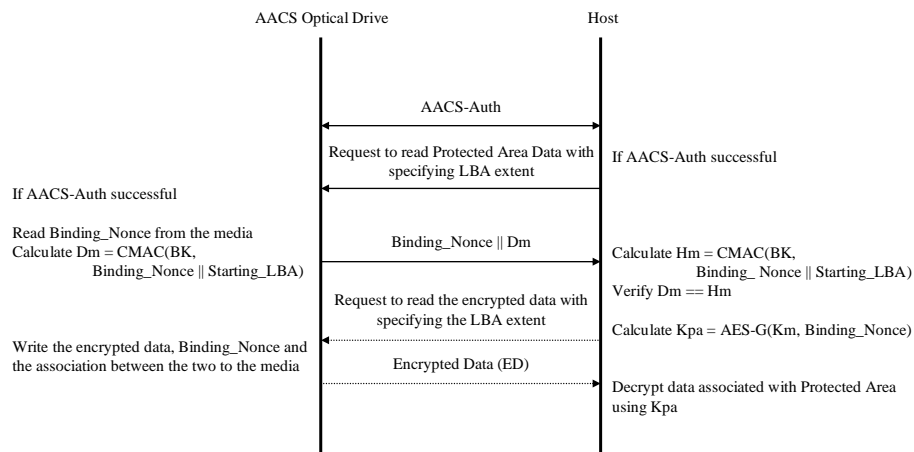 AACS Optical Drive
Host
AACS-Auth
Request to read Protected Area Data with
specifying LBA extent
If AACS-Auth successful
If AACS-Auth successful
Read Binding_Nonce from the media
Calculate Dm = CMAC(BK,
Binding_Nonce || Starting_LBA)
Binding_Nonce || Dm
Calculate Hm = CMAC(BK,
Binding_ Nonce || Starting_LBA)
Verify Dm == Hm
Request to read the encrypted data with
specifying the LBA extent
Calculate Kpa = AES-G(Km, Binding_Nonce)
Write the encrypted data, Binding_Nonce and
the association between the two to the media
Encrypted Data (ED)
Decrypt data associated with Protected Area
using Kpa